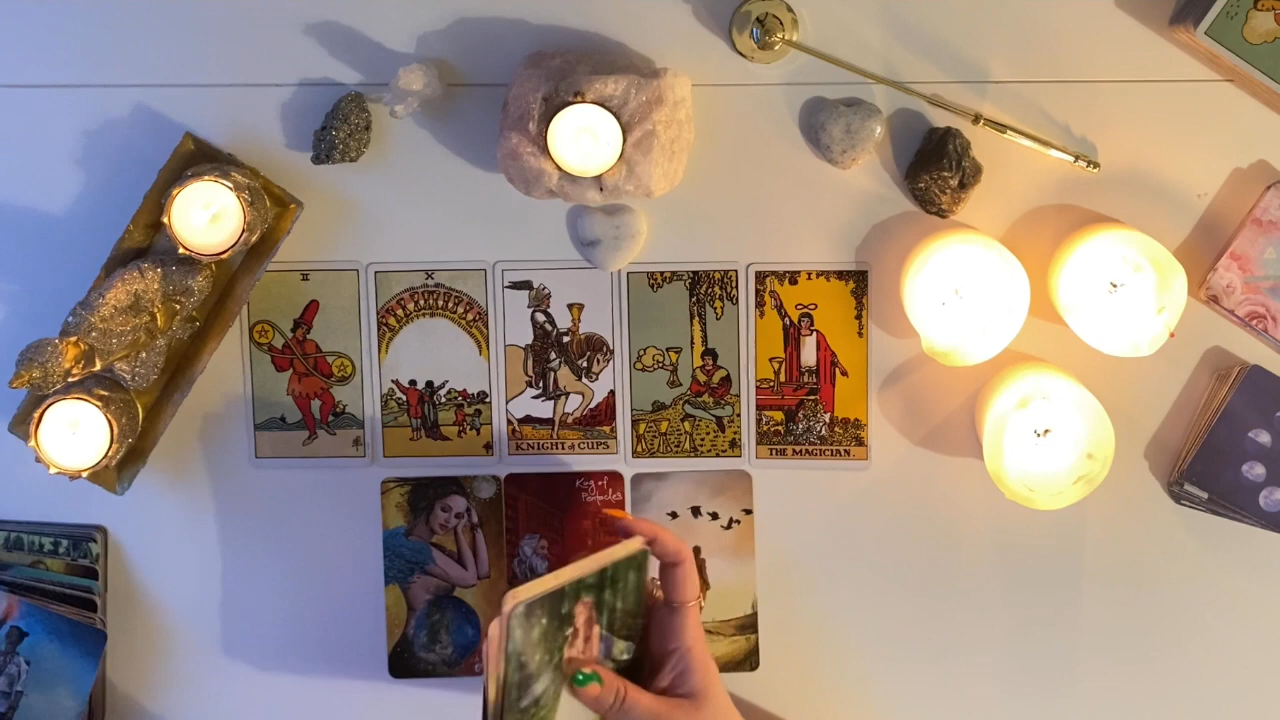 II
X
KNIGHT of CUPS.
THE MAGICIAN.
I
King of
Pentacles